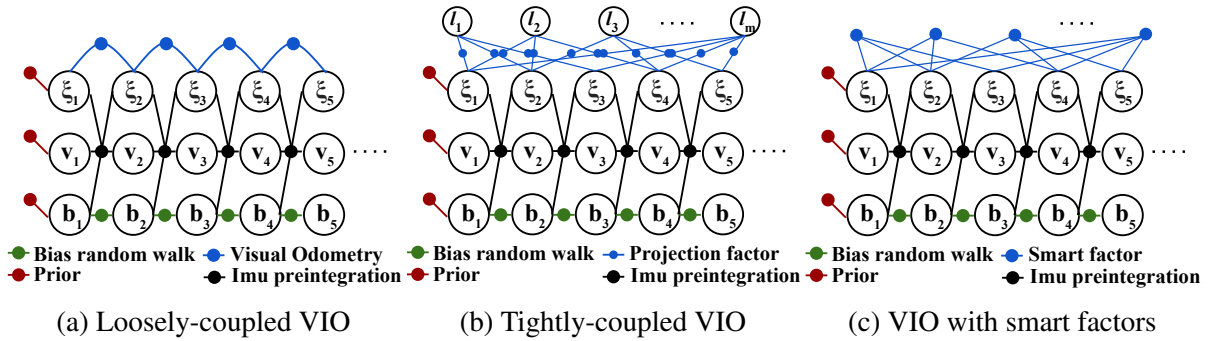 l₁ l₂ l₃ .... lₘ ....
ξ₁ ξ₂ ξ₃ ξ₄ ξ₅ ξ₁ ξ₂ ξ₃ ξ₄ ξ₅ ξ₁ ξ₂ ξ₃ ξ₄ ξ₅
v₁ v₂ v₃ v₄ v₅ .... v₁ v₂ v₃ v₄ v₅ .... v₁ v₂ v₃ v₄ v₅ ....
b₁ b₂ b₃ b₄ b₅ b₁ b₂ b₃ b₄ b₅ b₁ b₂ b₃ b₄ b₅
Bias random walk Visual Odometry Bias random walk Projection factor Bias random walk Smart factor
Prior Imu preintegration Prior Imu preintegration Prior Imu preintegration
(a) Loosely-coupled VIO (b) Tightly-coupled VIO (c) VIO with smart factors